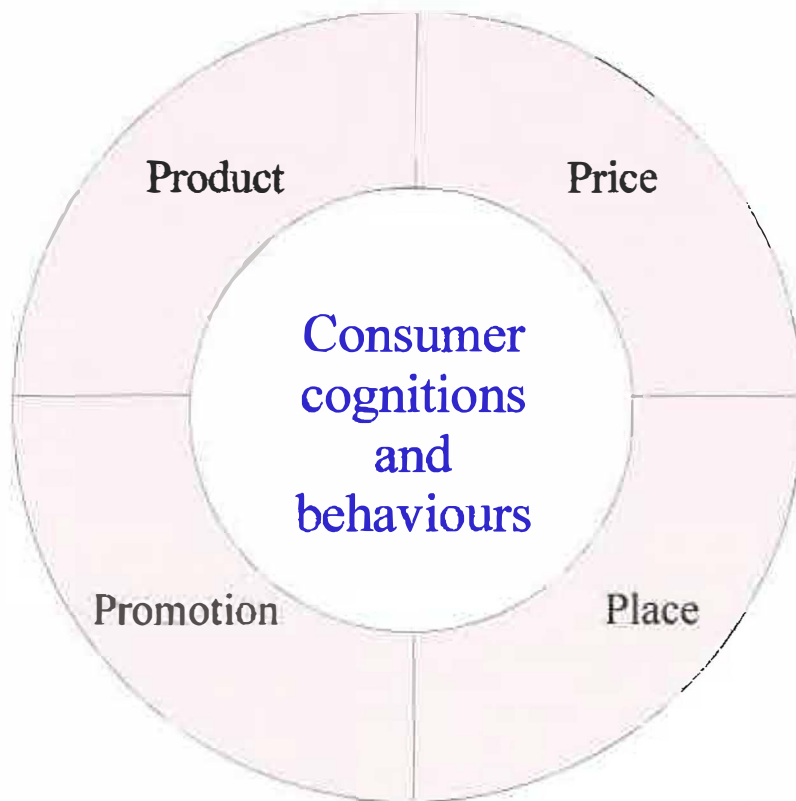 Product
Price
Consumer
cognitions
and
behaviours
Promotion
Place